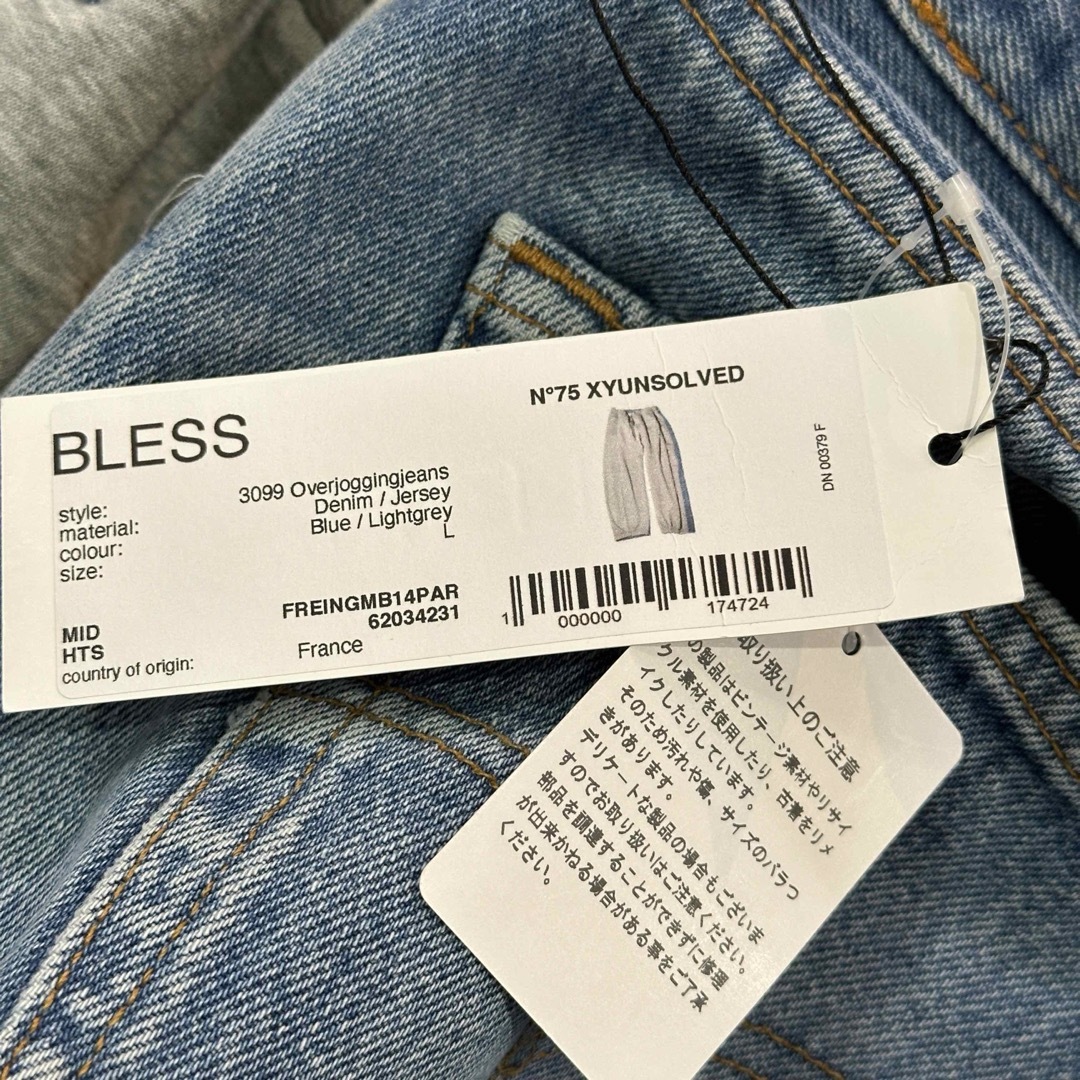 BLESS
N°75 XYUNSOLVED
style: 3099 Overjoggingjeans
material: Denim / Jersey
colour: Blue / Lightgrey
size: L
MID FREINGMB14PAR
HTS 62034231
country of origin: France
1 000000 174724
DN 00379 F
取り扱い上のご注意
の製品はビンテージ素材やリサイ
クル素材を使用したり、古着をリメ
イクしたりしています。
そのため汚れや傷、サイズのバラつ
きがあります。
デリケートな製品の場合もございま
すのでお取り扱いはご注意ください。
部品を調達することができずに修理
が出来かねる場合がある事をご了承
ください。